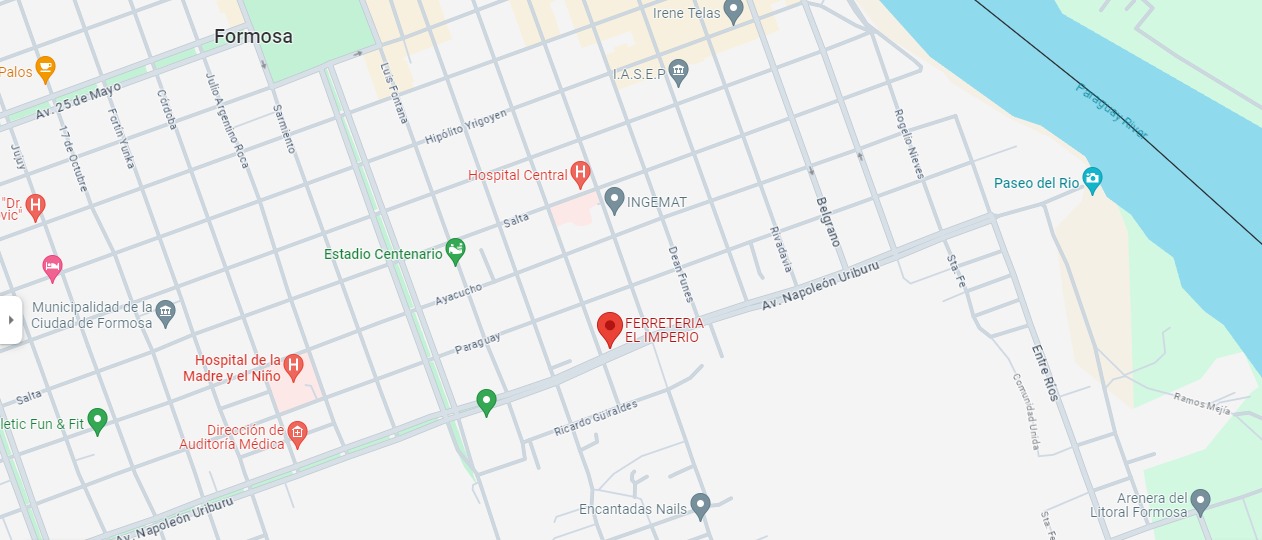 Irene Telas
Formosa
Palos
I.A.S.E.P
Av. 25 de Mayo
Luis Fontana
Julio Argentino Roca
Córdoba
Fortín Yunka
Sarmiento
17 de Octubre
Jujuy
Hipólito Yrigoyen
Paraguay River
Rogelio Nieves
Hospital Central
Paseo del Rio
"Dr.
vic"
INGEMAT
Salta
Belgrano
Estadio Centenario
Rivadavia
Dean Funes
Sta. Fe
Ayacucho
Av. Napoleón Uriburu
Municipalidad de la
Ciudad de Formosa
FERRETERIA
EL IMPERIO
Paraguay
Hospital de la
Madre y el Niño
Entre Ríos
Comunidad Unida
Salta
Ramos Mejía
letic Fun & Fit
Ricardo Guiraldes
Dirección de
Auditoría Médica
Av. Napoleón Uriburu
Encantadas Nails
Arenera del
Litoral Formosa
Sta. Fe